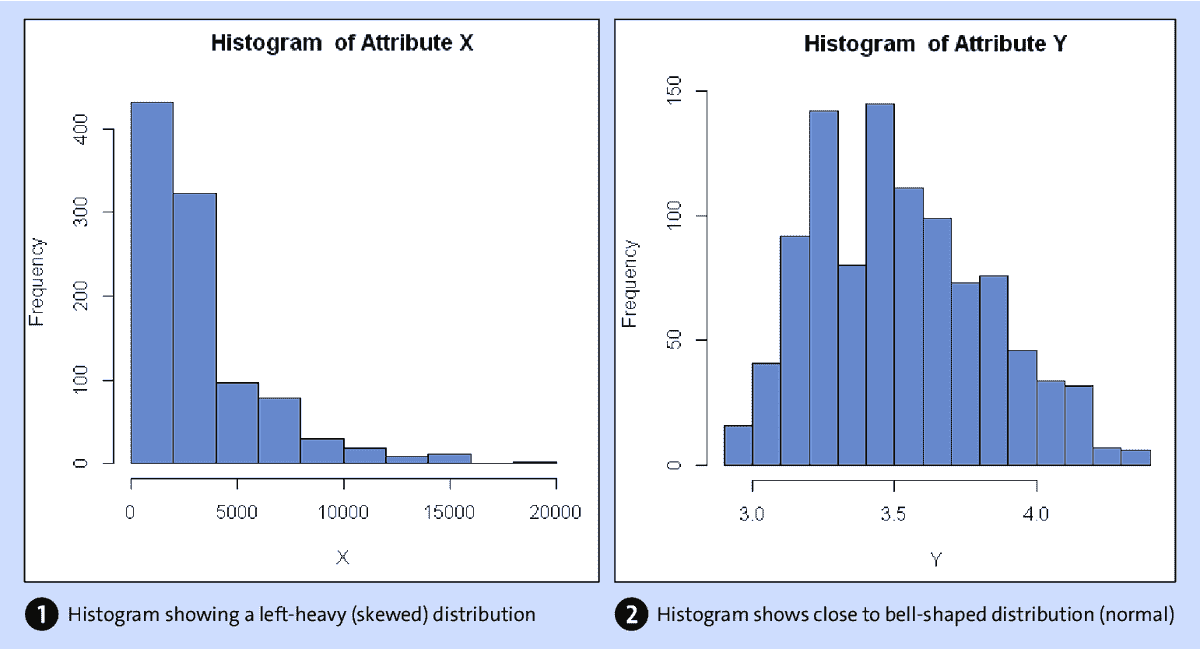 Histogram of Attribute X
Frequency
400
300
200
100
0
0 5000 10000 15000 20000
X
Histogram of Attribute Y
Frequency
150
100
50
0
3.0 3.5 4.0
Y
1 Histogram showing a left-heavy (skewed) distribution
2 Histogram shows close to bell-shaped distribution (normal)